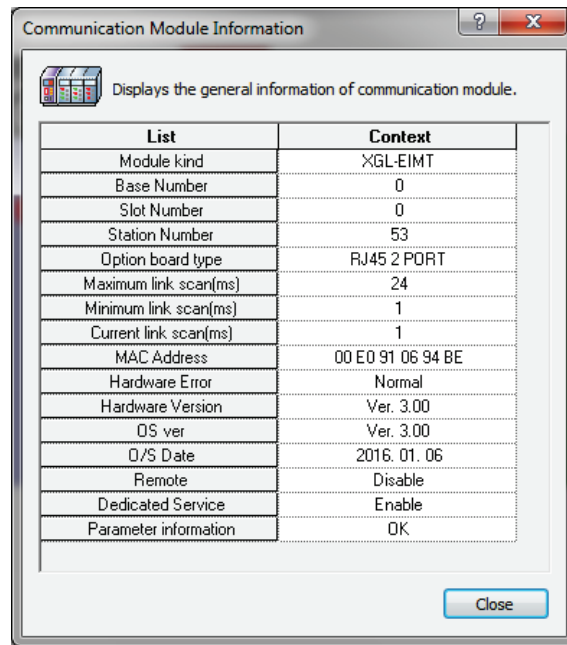 Communication Module Information
Displays the general information of communication module.
List Context
Module kind XGL-EIMT
Base Number 0
Slot Number 0
Station Number 53
Option board type RJ45 2 PORT
Maximum link scan(ms) 24
Minimum link scan(ms) 1
Current link scan(ms) 1
MAC Address 00 E0 91 06 94 BE
Hardware Error Normal
Hardware Version Ver. 3.00
OS ver Ver. 3.00
O/S Date 2016. 01. 06
Remote Disable
Dedicated Service Enable
Parameter information OK
Close